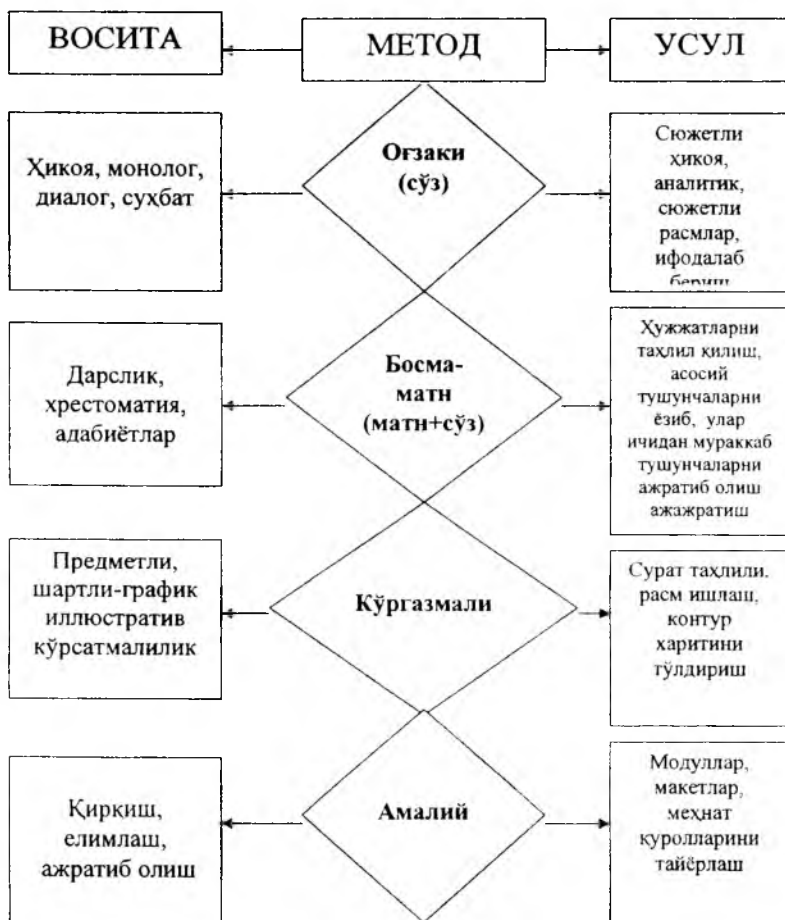 ВОСИТА
МЕТОД
УСУЛ
Ҳикоя, монолог,
диалог, суҳбат
Оғзаки
(сўз)
Сюжетли
ҳикоя,
аналитик,
сюжетли
расмлар,
ифодалаб
бериш
Дарслик,
хрестоматия,
адабиётлар
Босма-
матн
(матн+сўз)
Ҳужжатларни
таҳлил қилиш,
асосий
тушунчаларни
ёзиб, улар
ичидан мураккаб
тушунчаларни
ажратиб олиш
ажажратиш
Предметли,
шартли-график
иллюстратив
кўрсатмалилик
Кўргазмали
Сурат таҳлили.
расм ишлаш,
контур
харитини
тўлдириш
Қирқиш,
елимлаш,
ажратиб олиш
Амалий
Модуллар,
макетлар,
меҳнат
қуролларини
тайёрлаш